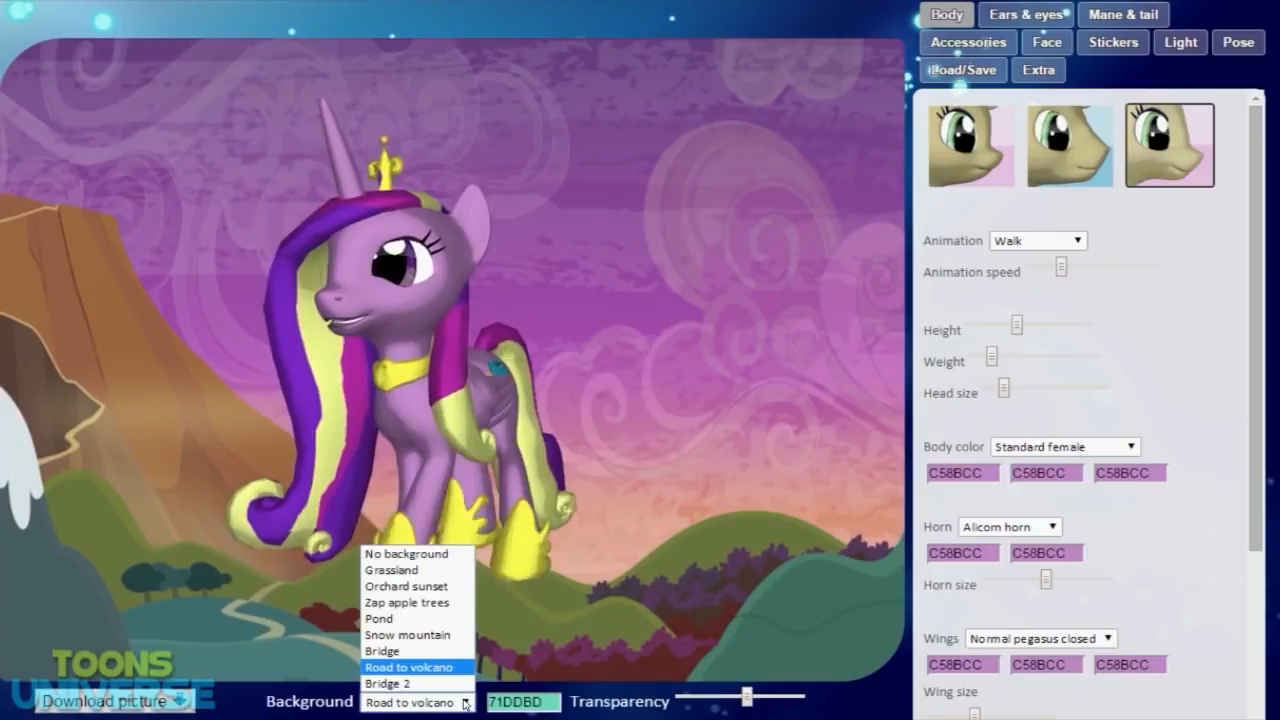 Body Ears & eyes Mane & tail
Accessories Face Stickers Light Pose
Load/Save Extra
Animation Walk
Animation speed
Height
Weight
Head size
Body color Standard female
C58BCC C58BCC C58BCC
Horn Alicorn horn
C58BCC C58BCC
Horn size
Wings Normal pegasus closed
C58BCC C58BCC C58BCC
Wing size
No background
Grassland
Orchard sunset
Zap apple trees
Pond
Snow mountain
Bridge
Road to volcano
Bridge 2
TOONS
UNIVERSE
Download picture Background Road to volcano 71DDBD Transparency